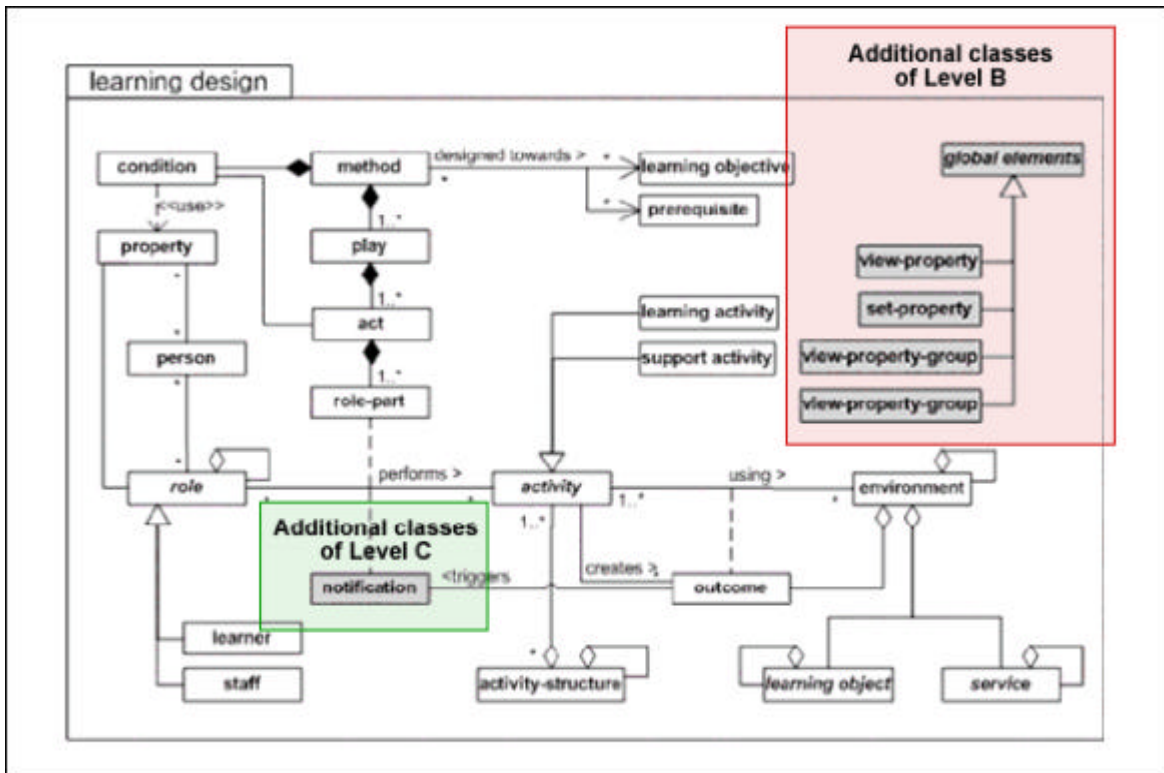 Additional classes
of Level B
learning design
condition
method
designed towards >
*
*
learning objective
global elements
<<use>>
*
prerequisite
1..*
property
play
view-property
*
1..*
learning activity
set-property
act
*
person
support activity
view-property-group
*
1..*
role-part
view-property-group
performs >
using >
role
activity
environment
*
*
1..*
*
Additional classes
of Level C
1..*
creates >
*
notification
<triggers
outcome
learner
*
staff
activity-structure
learning object
service